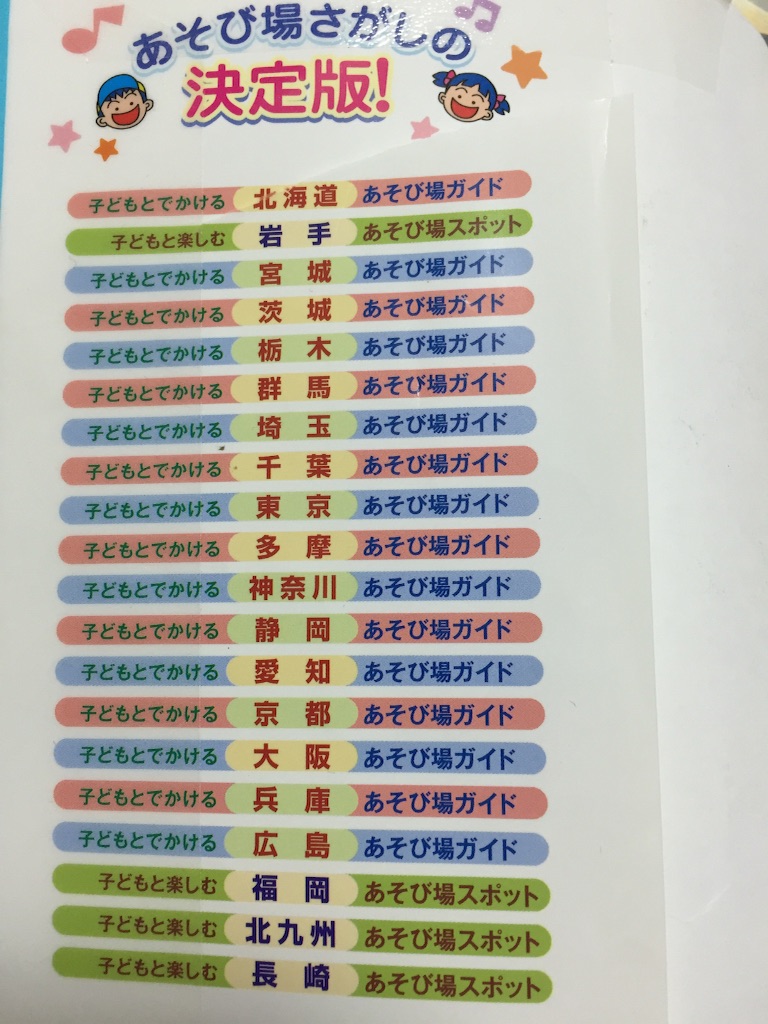 あそび場さがしの
決定版!
子どもとでかける 北海道 あそび場ガイド
子どもと楽しむ 岩手 あそび場スポット
子どもとでかける 宮城 あそび場ガイド
子どもとでかける 茨城 あそび場ガイド
子どもとでかける 栃木 あそび場ガイド
子どもとでかける 群馬 あそび場ガイド
子どもとでかける 埼玉 あそび場ガイド
子どもとでかける 千葉 あそび場ガイド
子どもとでかける 東京 あそび場ガイド
子どもとでかける 多摩 あそび場ガイド
子どもとでかける 神奈川 あそび場ガイド
子どもとでかける 静岡 あそび場ガイド
子どもとでかける 愛知 あそび場ガイド
子どもとでかける 京都 あそび場ガイド
子どもとでかける 大阪 あそび場ガイド
子どもとでかける 兵庫 あそび場ガイド
子どもとでかける 広島 あそび場ガイド
子どもと楽しむ 福岡 あそび場スポット
子どもと楽しむ 北九州 あそび場スポット
子どもと楽しむ 長崎 あそび場スポット